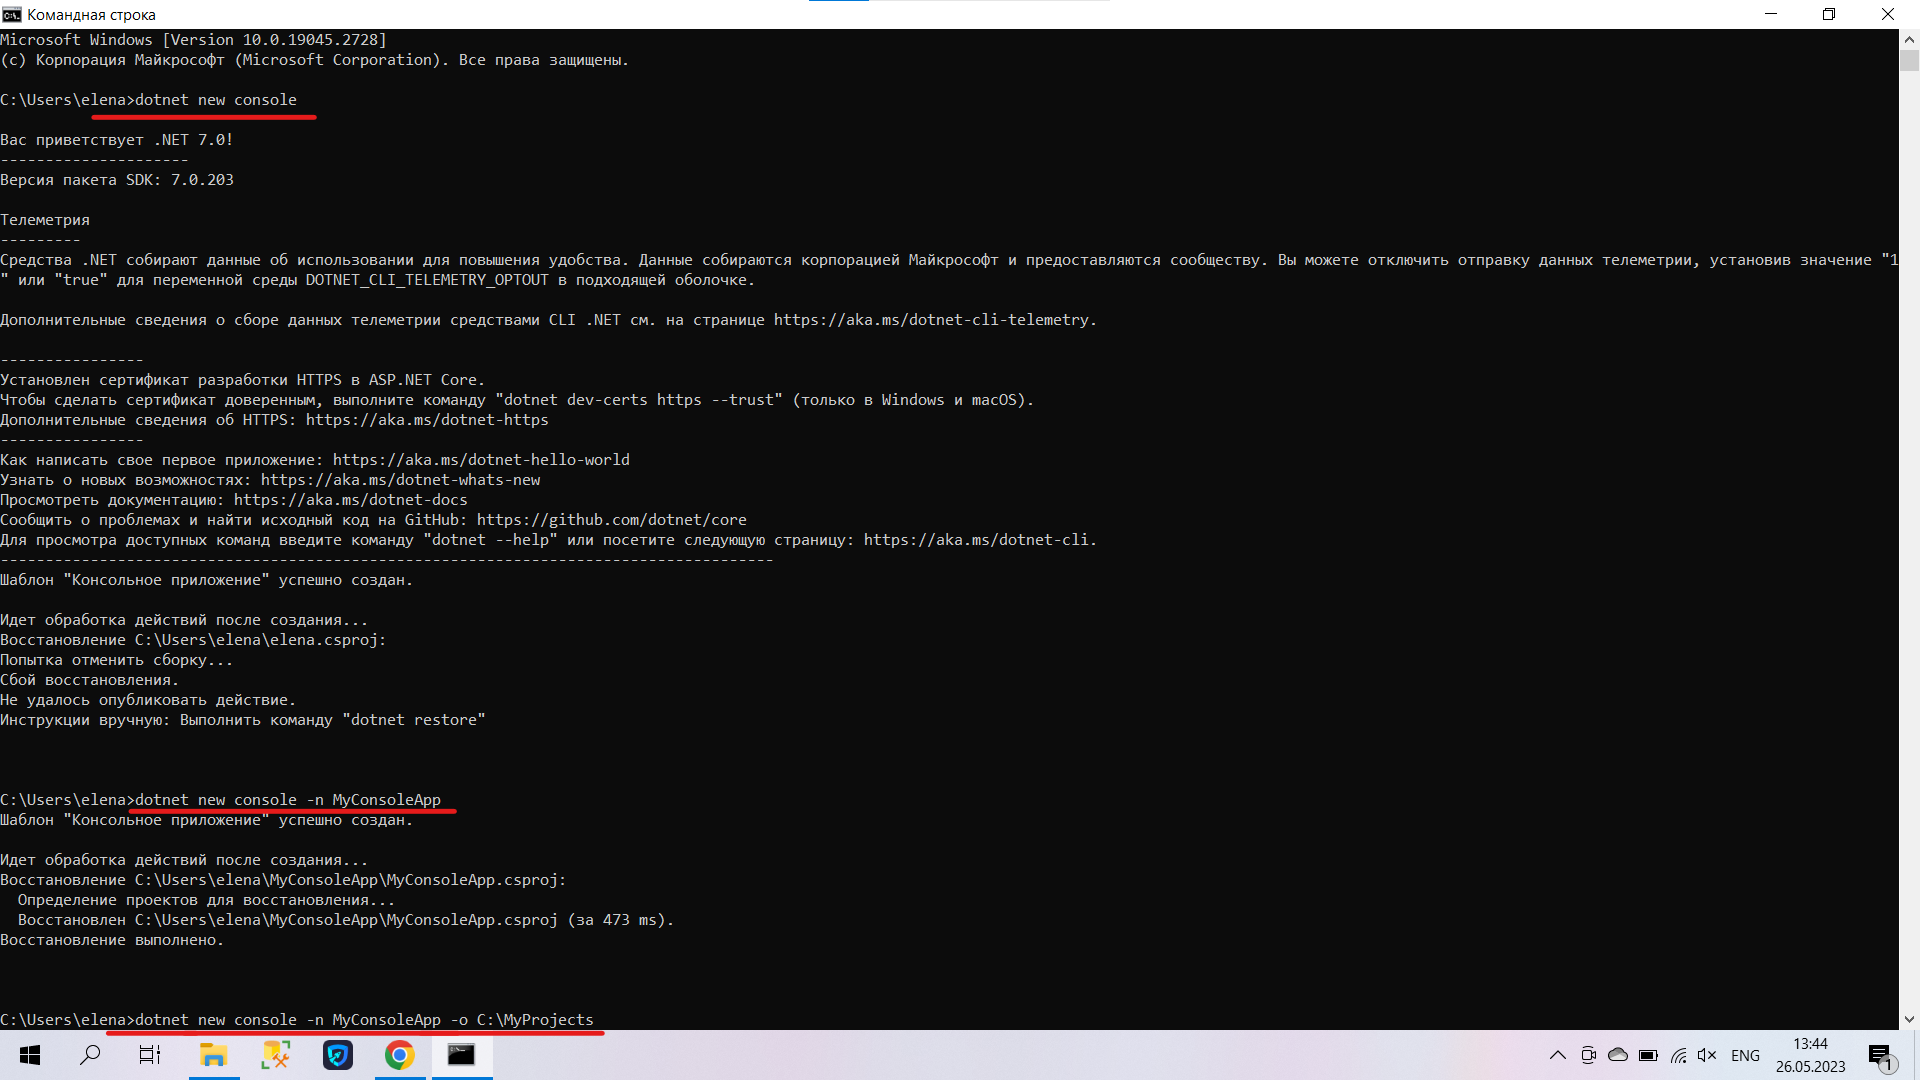 Командная строка
Microsoft Windows [Version 10.0.19045.2728]
(c) Корпорация Майкрософт (Microsoft Corporation). Все права защищены.
C:\Users\elena>dotnet new console
Вас приветствует .NET 7.0!
---------------------
Версия пакета SDK: 7.0.203
Телеметрия
---------
Средства .NET собирают данные об использовании для повышения удобства. Данные собираются корпорацией Майкрософт и предоставляются сообществу. Вы можете отключить отправку данных телеметрии, установив значение "1
" или "true" для переменной среды DOTNET_CLI_TELEMETRY_OPTOUT в подходящей оболочке.
Дополнительные сведения о сборе данных телеметрии средствами CLI .NET см. на странице https://aka.ms/dotnet-cli-telemetry.
----------------
Установлен сертификат разработки HTTPS в ASP.NET Core.
Чтобы сделать сертификат доверенным, выполните команду "dotnet dev-certs https --trust" (только в Windows и macOS).
Дополнительные сведения об HTTPS: https://aka.ms/dotnet-https
----------------
Как написать свое первое приложение: https://aka.ms/dotnet-hello-world
Узнать о новых возможностях: https://aka.ms/dotnet-whats-new
Просмотреть документацию: https://aka.ms/dotnet-docs
Сообщить о проблемах и найти исходный код на GitHub: https://github.com/dotnet/core
Для просмотра доступных команд введите команду "dotnet --help" или посетите следующую страницу: https://aka.ms/dotnet-cli.
--------------------------------------------------------------------------------------
Шаблон "Консольное приложение" успешно создан.
Идет обработка действий после создания...
Восстановление C:\Users\elena\elena.csproj:
Попытка отменить сборку...
Сбой восстановления.
Не удалось опубликовать действие.
Инструкции вручную: Выполнить команду "dotnet restore"
C:\Users\elena>dotnet new console -n MyConsoleApp
Шаблон "Консольное приложение" успешно создан.
Идет обработка действий после создания...
Восстановление C:\Users\elena\MyConsoleApp\MyConsoleApp.csproj:
  Определение проектов для восстановления...
  Восстановлен C:\Users\elena\MyConsoleApp\MyConsoleApp.csproj (за 473 ms).
Восстановление выполнено.
C:\Users\elena>dotnet new console -n MyConsoleApp -o C:\MyProjects
ENG
13:44
26.05.2023
1